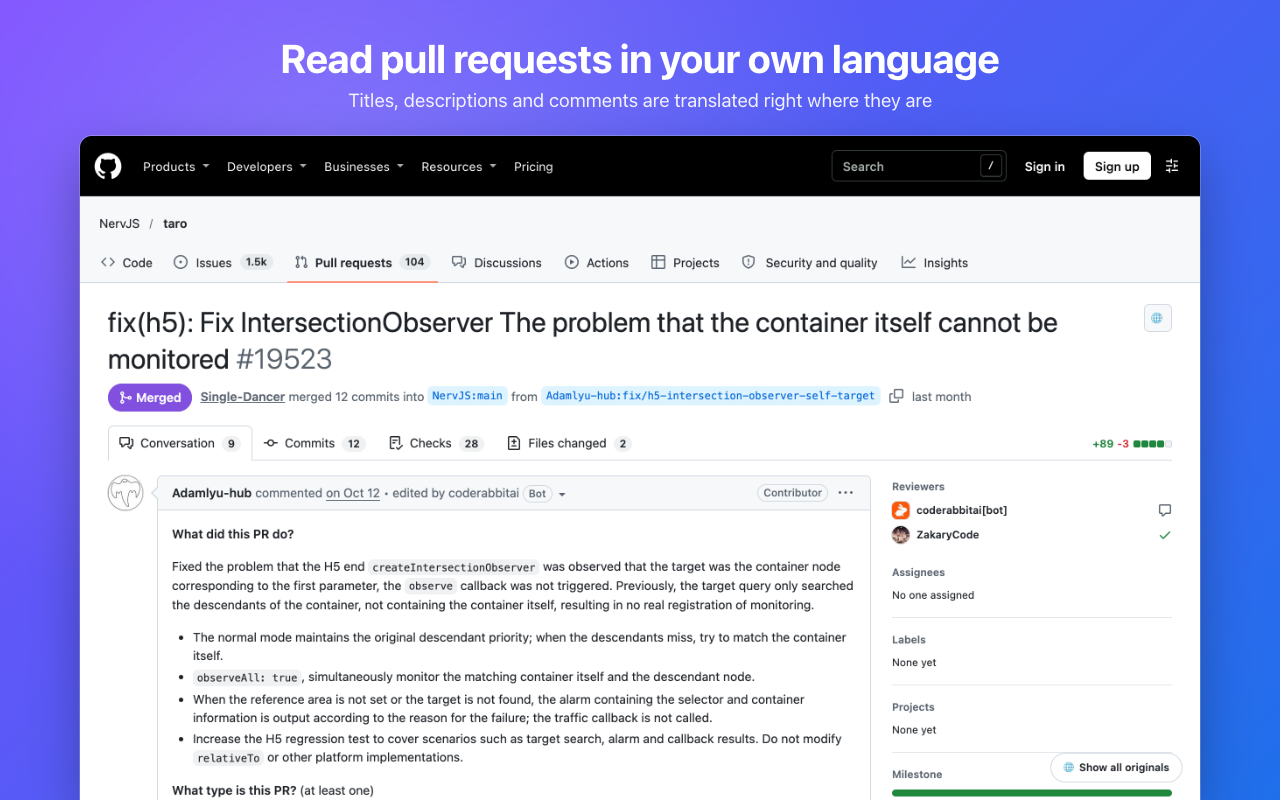 Read pull requests in your own language
Titles, descriptions and comments are translated right where they are
Products Developers Businesses Resources Pricing Search / Sign in Sign up
NervJS / taro
Code Issues 1.5k Pull requests 104 Discussions Actions Projects Security and quality Insights
fix(h5): Fix IntersectionObserver The problem that the container itself cannot be
monitored #19523
Merged Single-Dancer merged 12 commits into NervJS:main from Adamlyu-hub:fix/h5-intersection-observer-self-target last month
Conversation 9 Commits 12 Checks 28 Files changed 2 +89 -3
Adamlyu-hub commented on Oct 12 • edited by coderabbitai Bot Contributor ...
What did this PR do?
Fixed the problem that the H5 end createIntersectionObserver was observed that the target was the container node
corresponding to the first parameter, the observe callback was not triggered. Previously, the target query only searched
the descendants of the container, not containing the container itself, resulting in no real registration of monitoring.
• The normal mode maintains the original descendant priority; when the descendants miss, try to match the container
itself.
• observeAll: true , simultaneously monitor the matching container itself and the descendant node.
• When the reference area is not set or the target is not found, the alarm containing the selector and container
information is output according to the reason for the failure; the traffic callback is not called.
• Increase the H5 regression test to cover scenarios such as target search, alarm and callback results. Do not modify
relativeTo or other platform implementations.
What type is this PR? (at least one)
Reviewers
coderabbitai[bot]
ZakaryCode
Assignees
No one assigned
Labels
None yet
Projects
None yet
Milestone
Show all originals